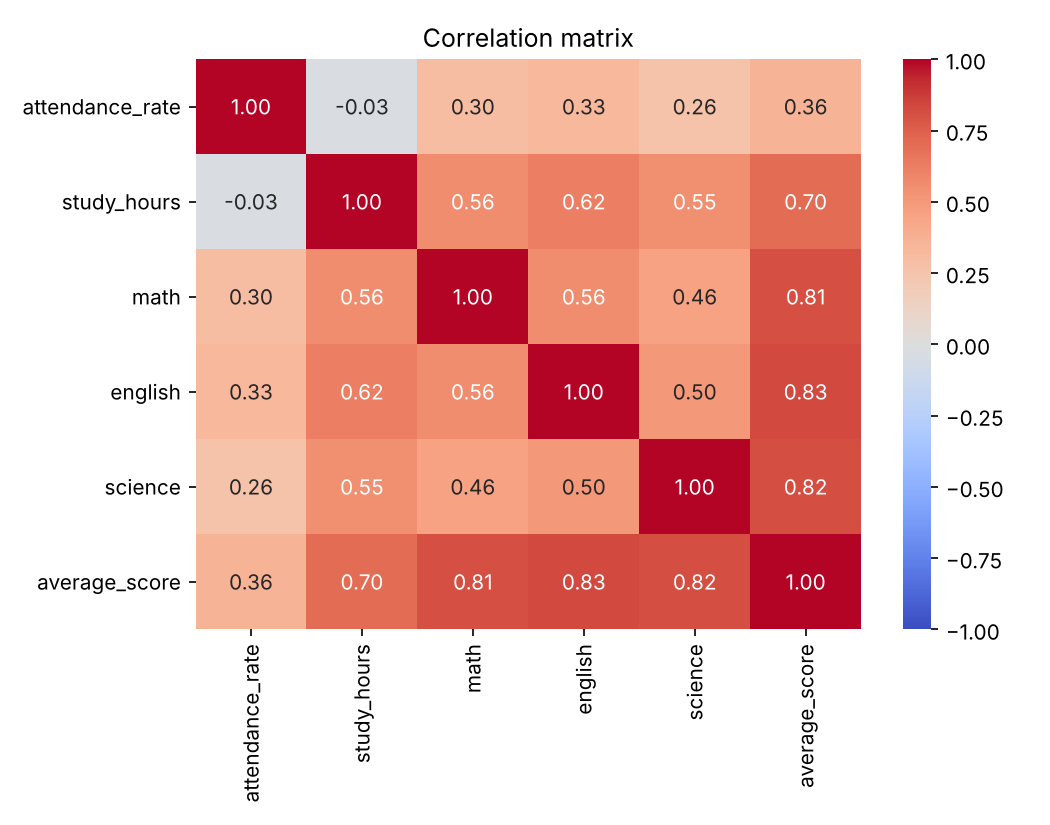 Correlation matrix
attendance_rate 1.00 -0.03 0.30 0.33 0.26 0.36
study_hours -0.03 1.00 0.56 0.62 0.55 0.70
math 0.30 0.56 1.00 0.56 0.46 0.81
english 0.33 0.62 0.56 1.00 0.50 0.83
science 0.26 0.55 0.46 0.50 1.00 0.82
average_score 0.36 0.70 0.81 0.83 0.82 1.00
attendance_rate
study_hours
math
english
science
average_score
1.00
0.75
0.50
0.25
0.00
−0.25
−0.50
−0.75
−1.00